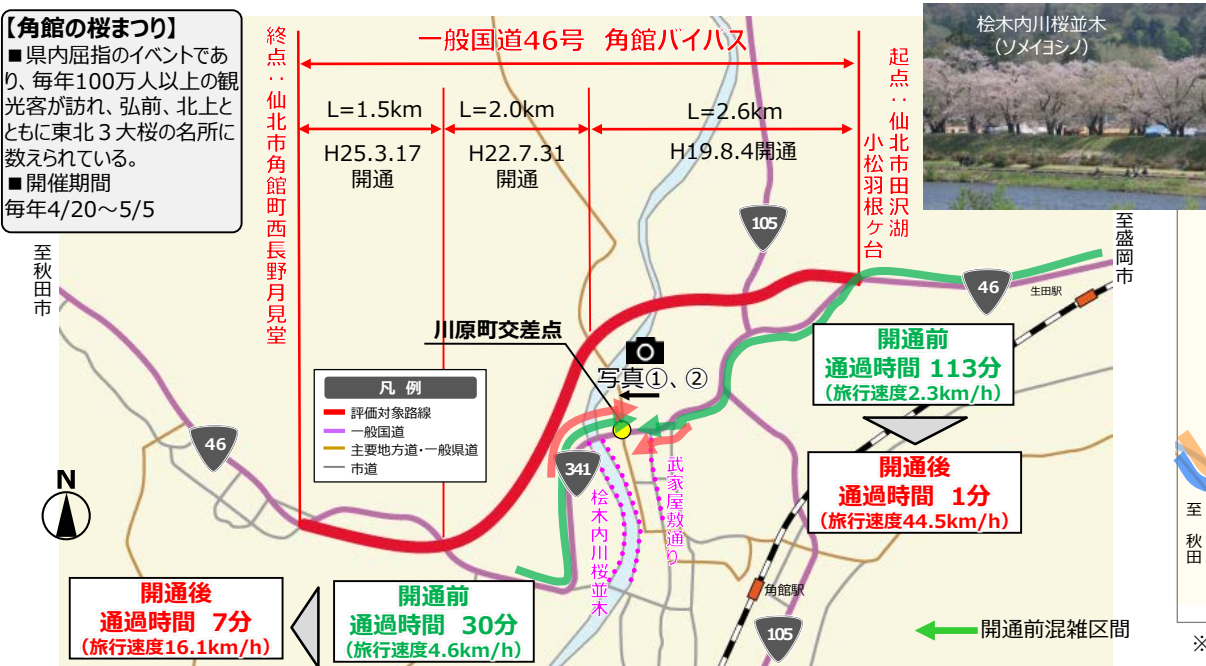 【角館の桜まつり】
■県内屈指のイベントであ
り、毎年100万人以上の観
光客が訪れ、弘前、北上と
ともに東北３大桜の名所に
数えられている。
■開催期間
毎年4/20～5/5
一般国道46号 角館バイパス
終点：仙北市角館町西長野月見堂
起点：仙北市田沢湖
小松羽根ヶ台
L=1.5km
H25.3.17
開通
L=2.0km
H22.7.31
開通
L=2.6km
H19.8.4開通
桧木内川桜並木
（ソメイヨシノ）
至秋田市
至盛岡市
105
46
生田駅
川原町交差点
写真①、②
凡 例
評価対象路線
一般国道
主要地方道・一般県道
市道
開通前
通過時間 113分
（旅行速度2.3km/h）
開通後
通過時間 1分
（旅行速度44.5km/h）
46
341
武家屋敷通り
桧木内川桜並木
N
角館駅
105
開通後
通過時間 7分
（旅行速度16.1km/h）
開通前
通過時間 30分
（旅行速度4.6km/h）
開通前混雑区間
至 秋田
※